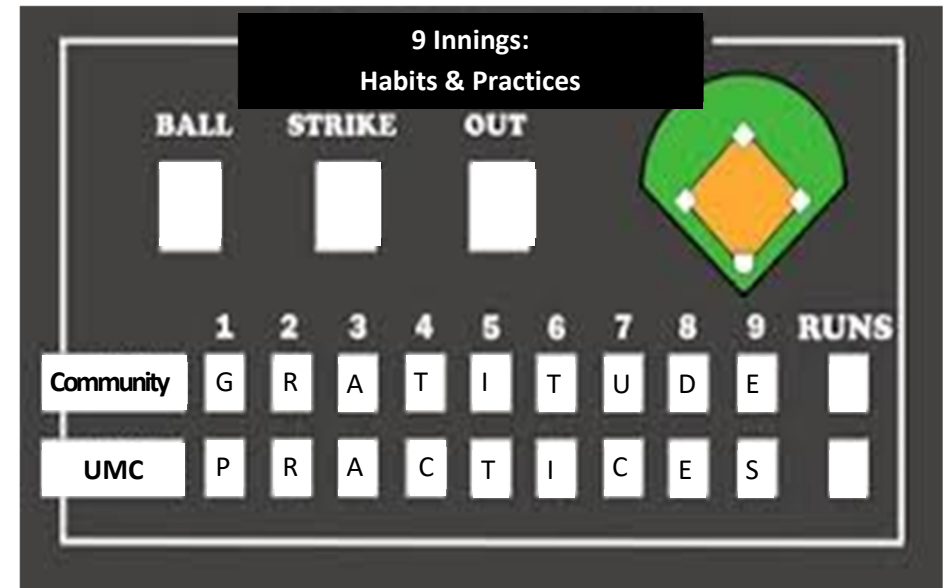 9 Innings:
Habits & Practices
BALL STRIKE OUT
1 2 3 4 5 6 7 8 9 RUNS
Community G R A T I T U D E
UMC P R A C T I C E S